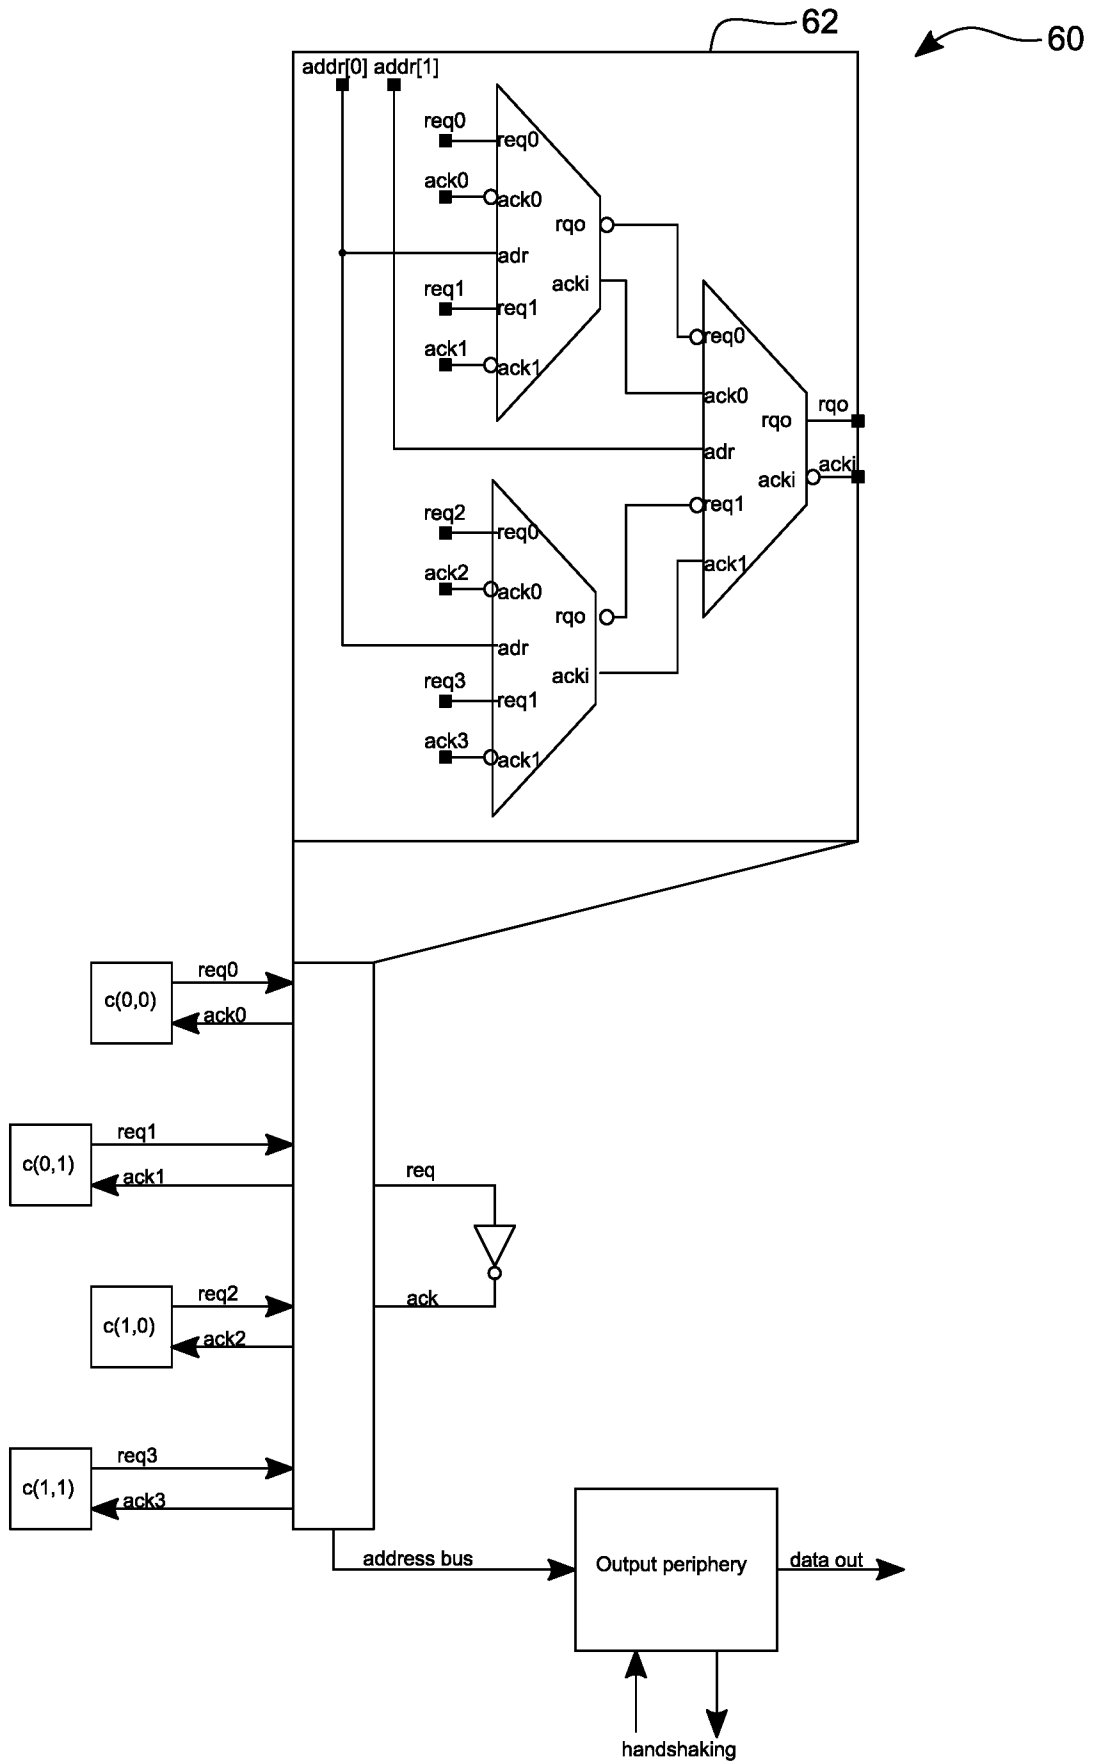 62
60
addr[0] addr[1]
req0
req0
ack0
ack0
rqo
adr
acki
req1
req1
ack1
ack1
req0
ack0
rqo
rqo
adr
acki
acki
req1
ack1
req2
req0
ack2
ack0
rqo
adr
acki
req3
req1
ack3
ack1
c(0,0)
req0
ack0
c(0,1)
req1
ack1
req
ack
c(1,0)
req2
ack2
c(1,1)
req3
ack3
address bus
Output periphery
data out
handshaking